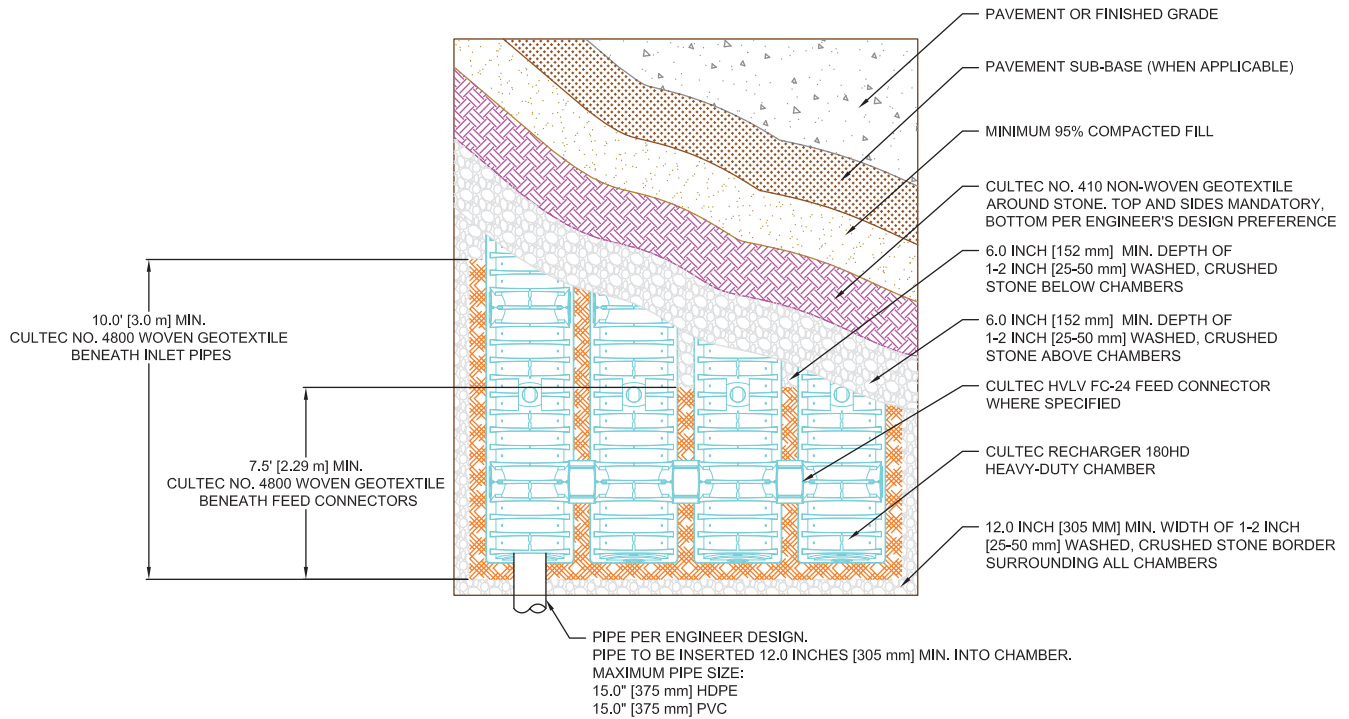 PAVEMENT OR FINISHED GRADE
PAVEMENT SUB-BASE (WHEN APPLICABLE)
MINIMUM 95% COMPACTED FILL
CULTEC NO. 410 NON-WOVEN GEOTEXTILE
AROUND STONE. TOP AND SIDES MANDATORY,
BOTTOM PER ENGINEER'S DESIGN PREFERENCE
6.0 INCH [152 mm] MIN. DEPTH OF
1-2 INCH [25-50 mm] WASHED, CRUSHED
STONE BELOW CHAMBERS
6.0 INCH [152 mm] MIN. DEPTH OF
1-2 INCH [25-50 mm] WASHED, CRUSHED
STONE ABOVE CHAMBERS
CULTEC HVLV FC-24 FEED CONNECTOR
WHERE SPECIFIED
CULTEC RECHARGER 180HD
HEAVY-DUTY CHAMBER
12.0 INCH [305 MM] MIN. WIDTH OF 1-2 INCH
[25-50 mm] WASHED, CRUSHED STONE BORDER
SURROUNDING ALL CHAMBERS
10.0' [3.0 m] MIN.
CULTEC NO. 4800 WOVEN GEOTEXTILE
BENEATH INLET PIPES
7.5' [2.29 m] MIN.
CULTEC NO. 4800 WOVEN GEOTEXTILE
BENEATH FEED CONNECTORS
PIPE PER ENGINEER DESIGN.
PIPE TO BE INSERTED 12.0 INCHES [305 mm] MIN. INTO CHAMBER.
MAXIMUM PIPE SIZE:
15.0" [375 mm] HDPE
15.0" [375 mm] PVC